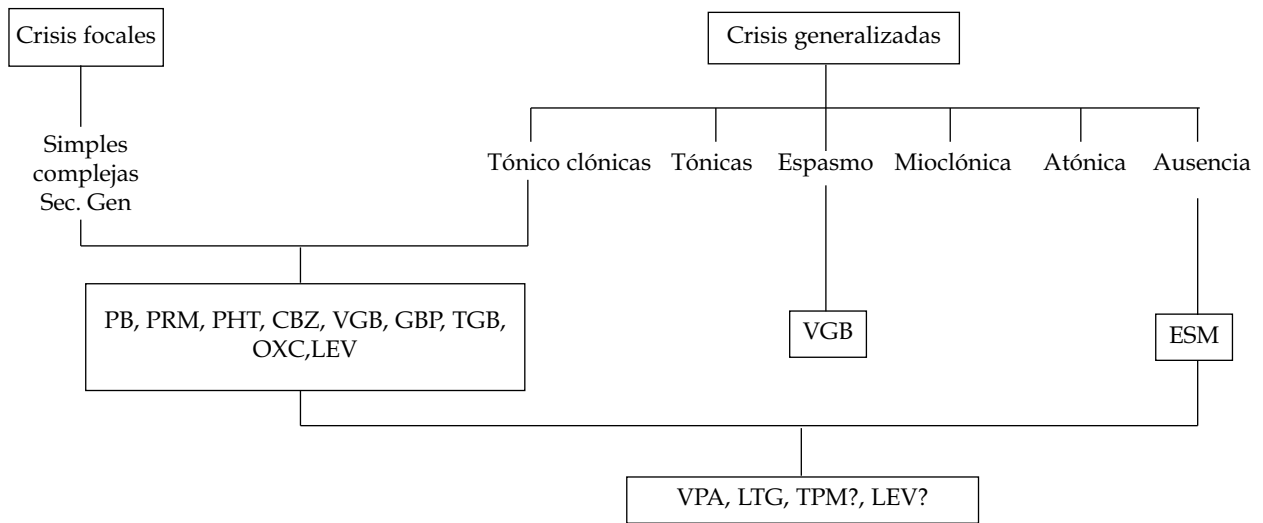 Crisis focales
Crisis generalizadas
Simples
complejas
Sec. Gen
Tónico clónicas
Tónicas
Espasmo
Mioclónica
Atónica
Ausencia
PB, PRM, PHT, CBZ, VGB, GBP, TGB,
OXC,LEV
VGB
ESM
VPA, LTG, TPM?, LEV?